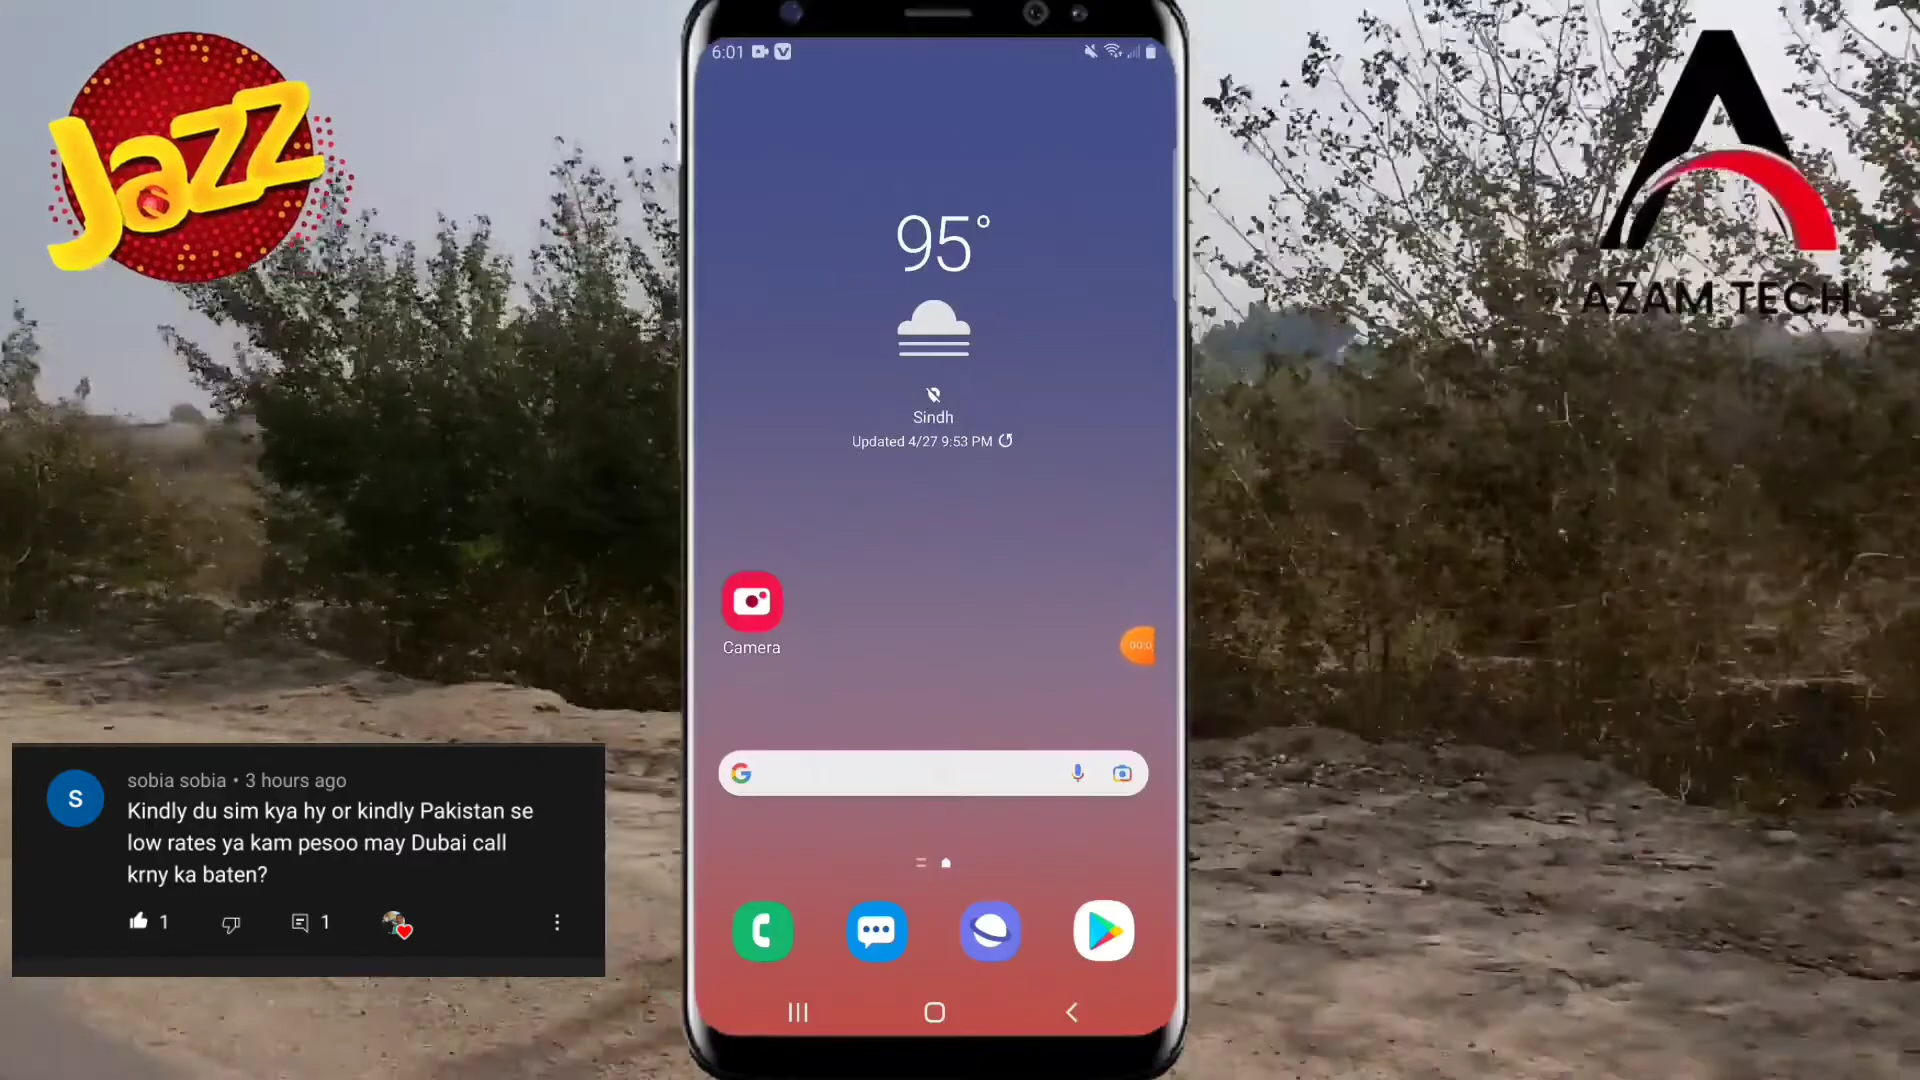 Jazz
6:01
95°
Sindh
Updated 4/27 9:53 PM
Camera
00:0
AZAM TECH
S
sobia sobia • 3 hours ago
Kindly du sim kya hy or kindly Pakistan se
low rates ya kam pesoo may Dubai call
krny ka baten?
1
1